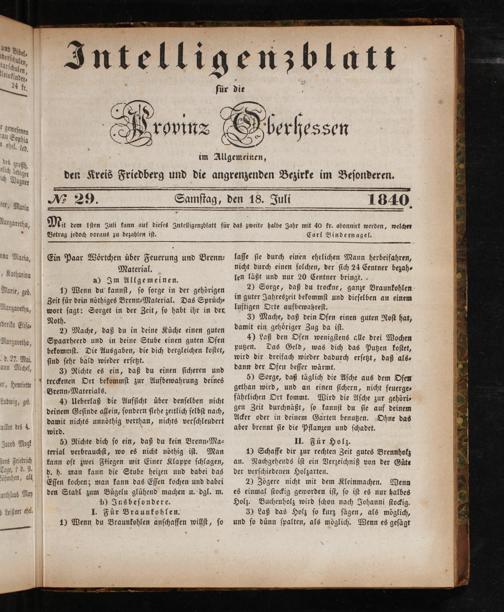 Intelligenzblatt
für die
Provinz Oberhessen
im Allgemeinen,
den Kreis Friedberg und die angrenzenden Bezirke im Besonderen.
№ 29. Samstag, den 18. Juli 1840.
Mit dem 1sten Juli kann auf dieses Intelligenzblatt für das zweite halbe Jahr mit 40 kr. abonnirt werden, welcher
Betrag jedoch voraus zu bezahlen ist. Carl Bindernagel.
Ein Paar Wörtchen über Feuerung und Brenn-
Material.
a) Im Allgemeinen.
1) Wenn du kannst, so sorge in der gehörigen
Zeit für dein nöthiges Brenn-Material. Das Sprüch-
wort sagt: Sorget in der Zeit, so habt ihr in der
Noth.
2) Mache, daß du in deine Küche einen guten
Spaarheerd und in deine Stube einen guten Ofen
bekommst. Die Ausgaben, die dich dergleichen kostet,
sind sehr bald wieder ersetzt.
3) Richte es ein, daß du einen sicheren und
trockenen Ort bekommst zur Aufbewahrung deines
Brenn-Materials.
4) Ueberlaß die Aufsicht über denselben nicht
deinem Gesinde allein, sondern siehe zeitlich selbst nach,
damit nichts unnöthig verthan, nichts verschleudert
wird.
5) Richte dich so ein, daß du kein Brenn-Ma-
terial verbrauchst, wo es nicht nöthig ist. Man
kann oft zwei Fliegen mit Einer Klappe schlagen,
d. h. man kann die Stube heizen und dabei das
Essen kochen; man kann das Essen kochen und dabei
den Stahl zum Bügeln glühend machen u. dgl. m.
b) Insbesondere.
I. Für Braunkohlen.
1) Wenn du Braunkohlen anschaffen willst, so
lasse sie durch einen ehrlichen Mann herbeifahren,
nicht durch einen solchen, der sich 24 Centner bezah-
len läßt und nur 20 Centner bringt.
2) Sorge, daß du trockne, ganze Braunkohlen
in guter Jahreszeit bekommst und dieselben an einem
luftigen Orte aufbewahrest.
3) Mache, daß dein Ofen einen guten Rost hat,
damit ein gehöriger Zug da ist.
4) Laß den Ofen wenigstens alle drei Wochen
putzen. Das Geld, was dich das Putzen kostet,
wird dir dreifach wieder dadurch ersetzt, daß als-
dann der Ofen besser wärmt.
5) Sorge, daß täglich die Asche aus dem Ofen
gethan wird, und an einen sichern, nicht feuerge-
fährlichen Ort kommt. Wird die Asche zur gehöri-
gen Zeit durchnäßt, so kannst du sie auf deinem
Acker oder in deinem Gärten benutzen. Ohne das
aber brennt sie die Pflanzen und schadet.
II. Für Holz.
1) Schaffe dir zur rechten Zeit gutes Brennholz
an. Nachgehends ist ein Verzeichniß von der Güte
der verschiedenen Holzarten.
2) Zögere nicht mit dem Kleinmachen. Wenn
es einmal stockig geworden ist, so ist es nur halbes
Holz. Buchenholz wird schon nach Johanni stockig.
3) Laß das Holz so kurz sägen, als möglich,
und so dünn spalten, als möglich. Wenn es gesägt